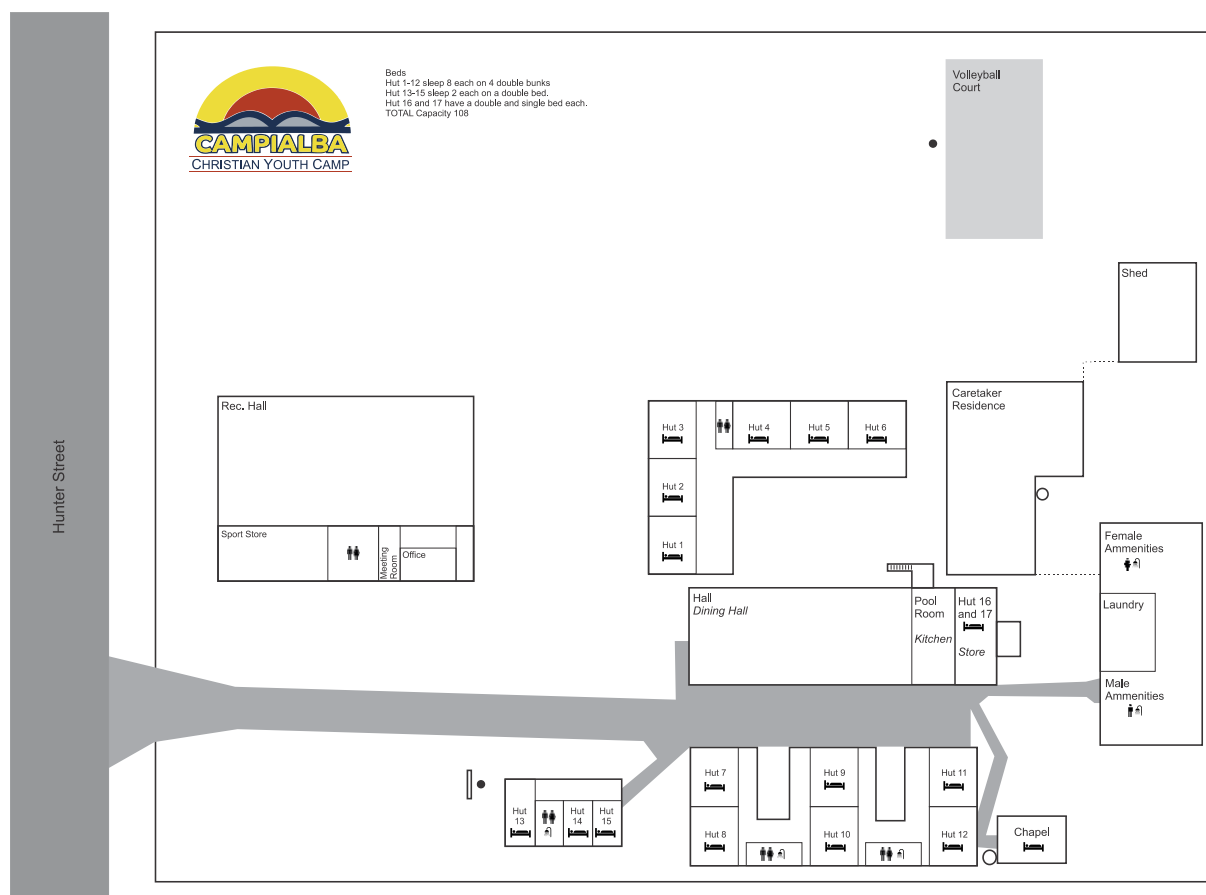 CAMPIALBA
CHRISTIAN YOUTH CAMP
Beds
Hut 1-12 sleep 8 each on 4 double bunks
Hut 13-15 sleep 2 each on a double bed.
Hut 16 and 17 have a double and single bed each.
TOTAL Capacity 108
Volleyball
Court
Shed
Caretaker
Residence
Hunter Street
Rec. Hall
Sport Store
Meeting
Room
Office
Hut 3
Hut 4
Hut 5
Hut 6
Hut 2
Hut 1
Female
Ammenities
Laundry
Male
Ammenities
Hall
Dining Hall
Pool
Room
Kitchen
Hut 16
and 17
Store
Hut 7
Hut 9
Hut 11
Hut 8
Hut 10
Hut 12
Hut
13
Hut
14
Hut
15
Chapel